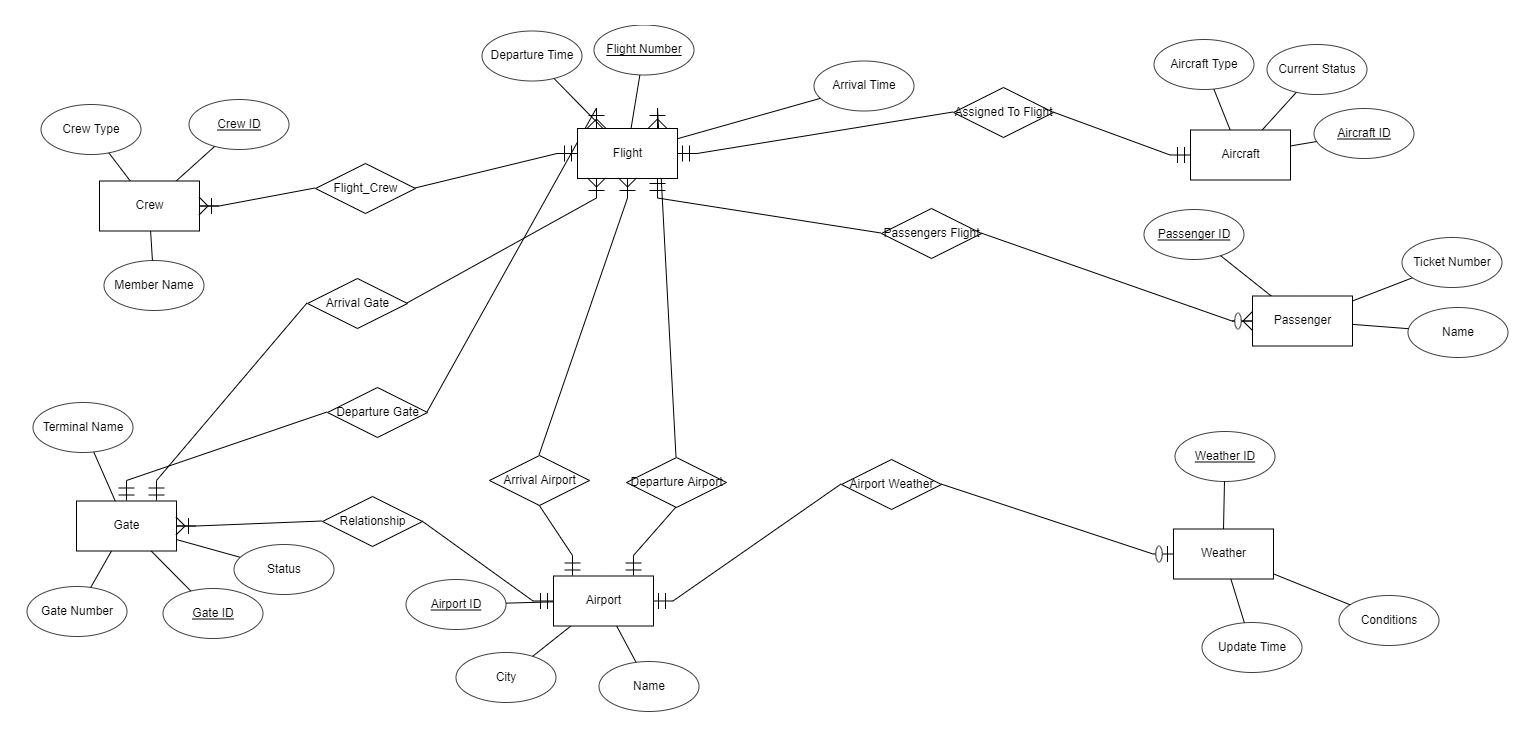 Departure Time
Flight Number
Arrival Time
Aircraft Type
Current Status
Crew Type
Crew ID
Assigned To Flight
Aircraft ID
Flight
Aircraft
Flight_Crew
Crew
Passengers Flight
Passenger ID
Ticket Number
Member Name
Arrival Gate
Passenger
Name
Departure Gate
Terminal Name
Weather ID
Arrival Airport
Departure Airport
Airport Weather
Gate
Relationship
Weather
Status
Gate Number
Gate ID
Airport ID
Airport
Conditions
Update Time
City
Name